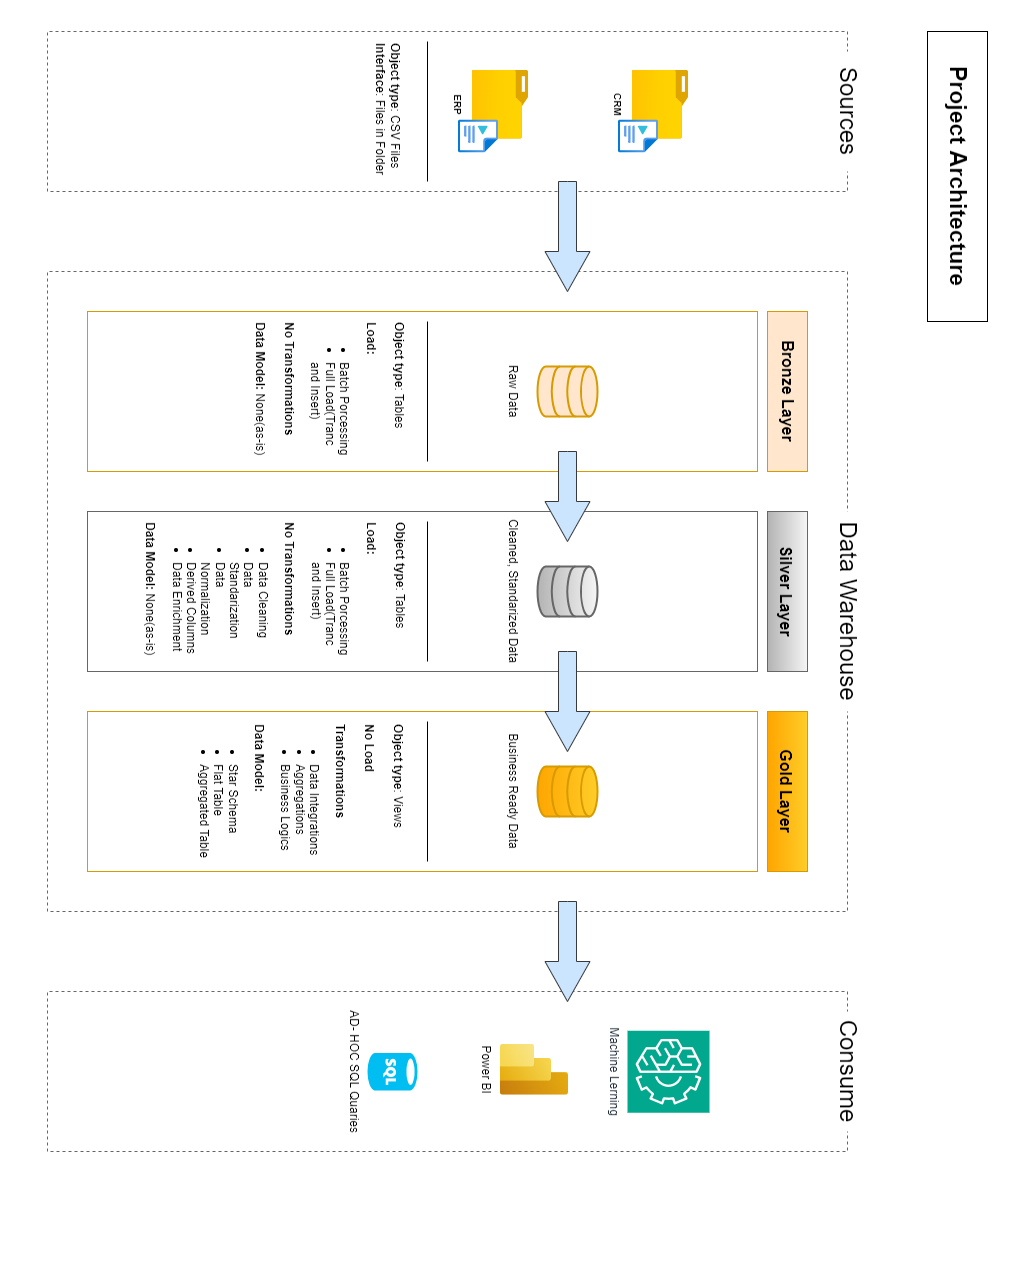 Project Architecture
Sources
CRM
ERP
Object type: CSV Files
Interface: Files in Folder
Data Warehouse
Bronze Layer
Raw Data
Object type: Tables
Load:
Batch Porcessing
Full Load(Tranc
and Insert)
No Transformations
Data Model: None(as-is)
Silver Layer
Cleaned, Standarized Data
Object type: Tables
Load:
Batch Porcessing
Full Load(Tranc
and Insert)
No Transformations
Data Cleaning
Data
Standarization
Data
Normalization
Derived Columns
Data Enrichment
Data Model: None(as-is)
Gold Layer
Business Ready Data
Object type: Views
No Load
Transformations
Data Integrations
Aggregations
Business Logics
Data Model:
Star Schema
Flat Table
Aggregated Table
Consume
Machine Lerning
Power BI
SQL
AD- HOC SQL Quaries